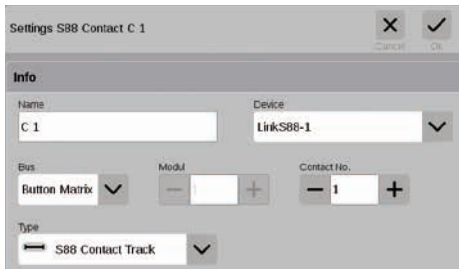 Settings S88 Contact C 1
Cancel
Ok
Info
Name
Device
C 1
LinkS88-1
Bus
Modul
Contact No.
Button Matrix
1
1
Type
S88 Contact Track